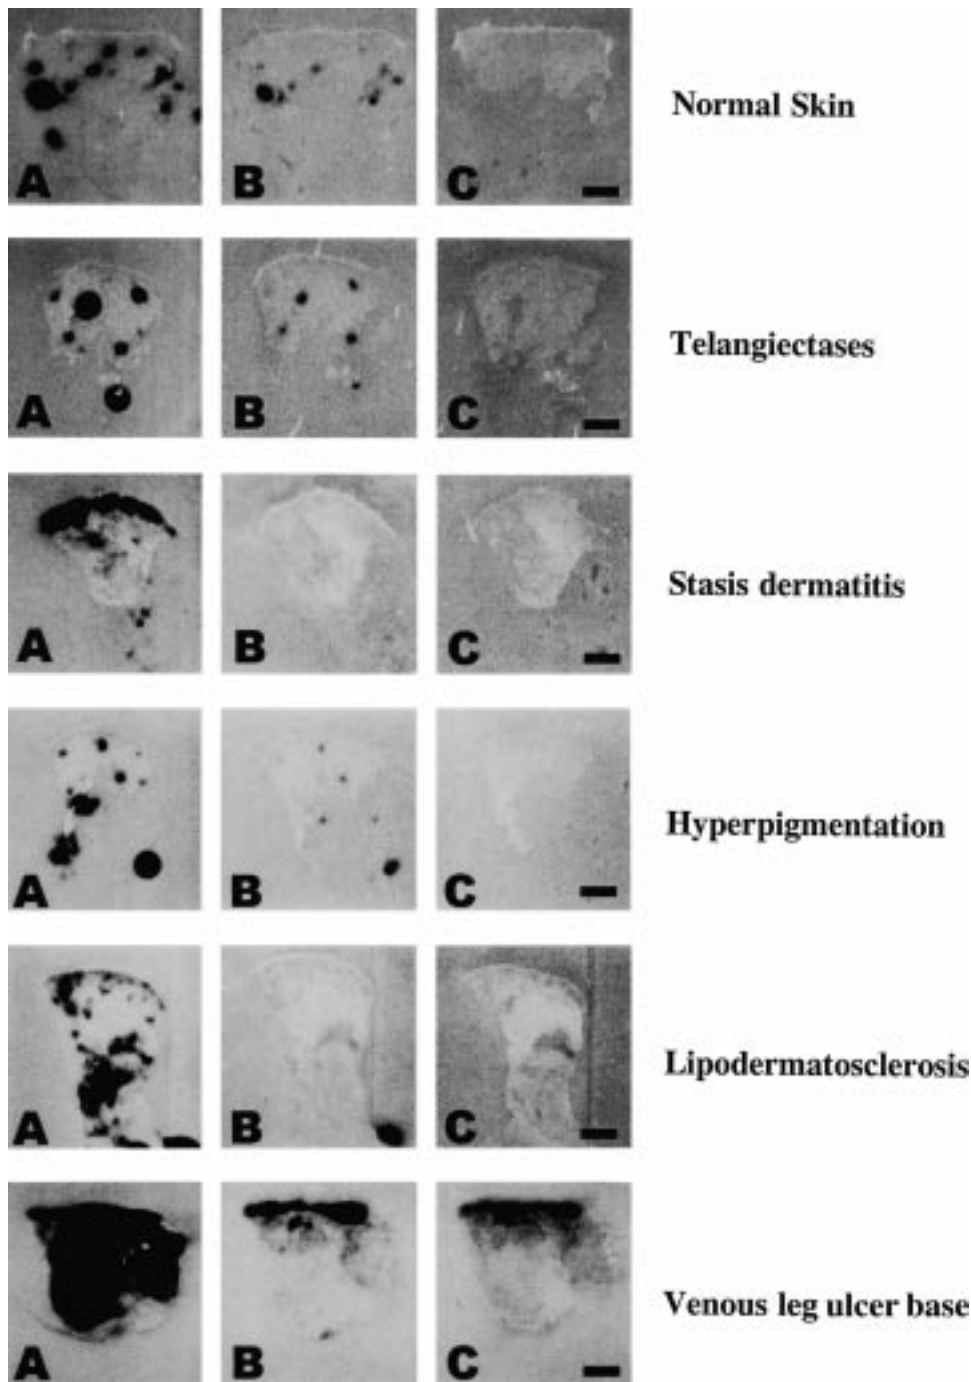 A B C Normal Skin
A B C Telangiectases
A B C Stasis dermatitis
A B C Hyperpigmentation
A B C Lipodermatosclerosis
A B C Venous leg ulcer base